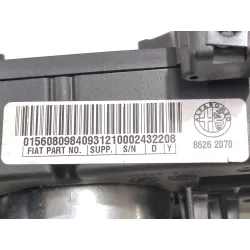 01560809840931210002432208
FIAT PART NO. SUPP. S/N D Y
8626 2070